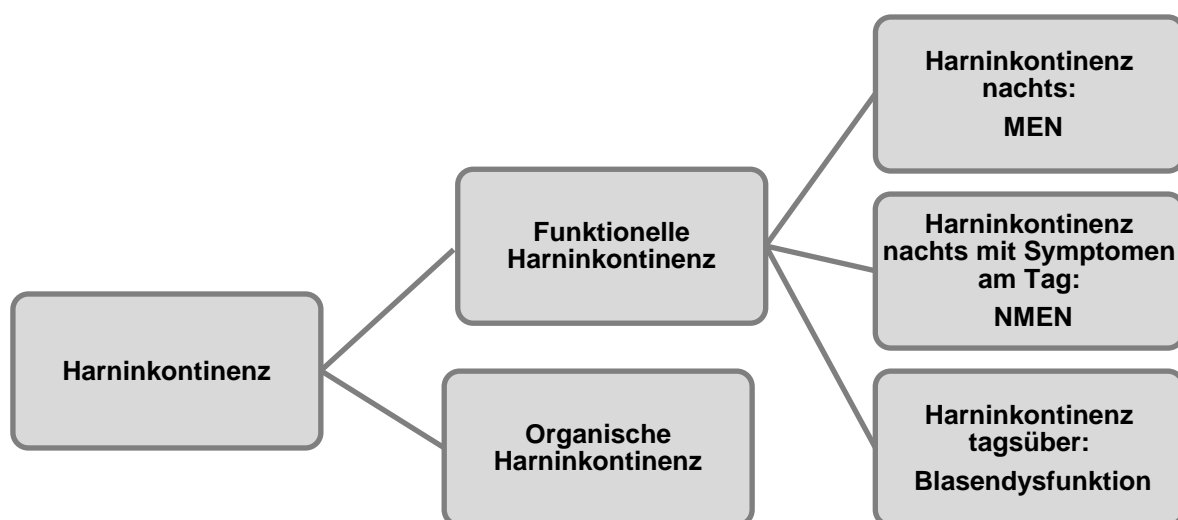 Harninkontinenz
Funktionelle
Harninkontinenz
Organische
Harninkontinenz
Harninkontinenz
nachts:
MEN
Harninkontinenz
nachts mit Symptomen
am Tag:
NMEN
Harninkontinenz
tagsüber:
Blasendysfunktion